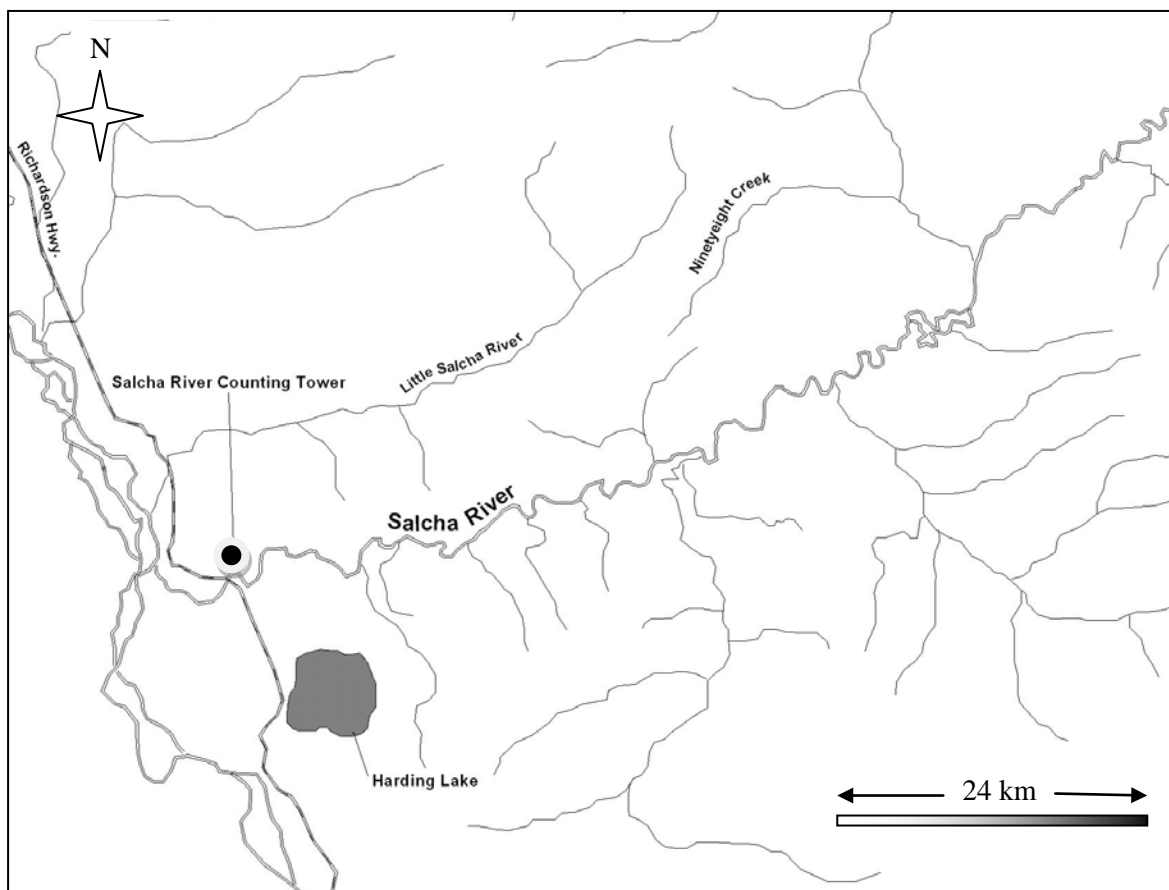 N
Richardson Hwy.
Ninetyeight Creek
Little Salcha River
Salcha River Counting Tower
Salcha River
Harding Lake
24 km